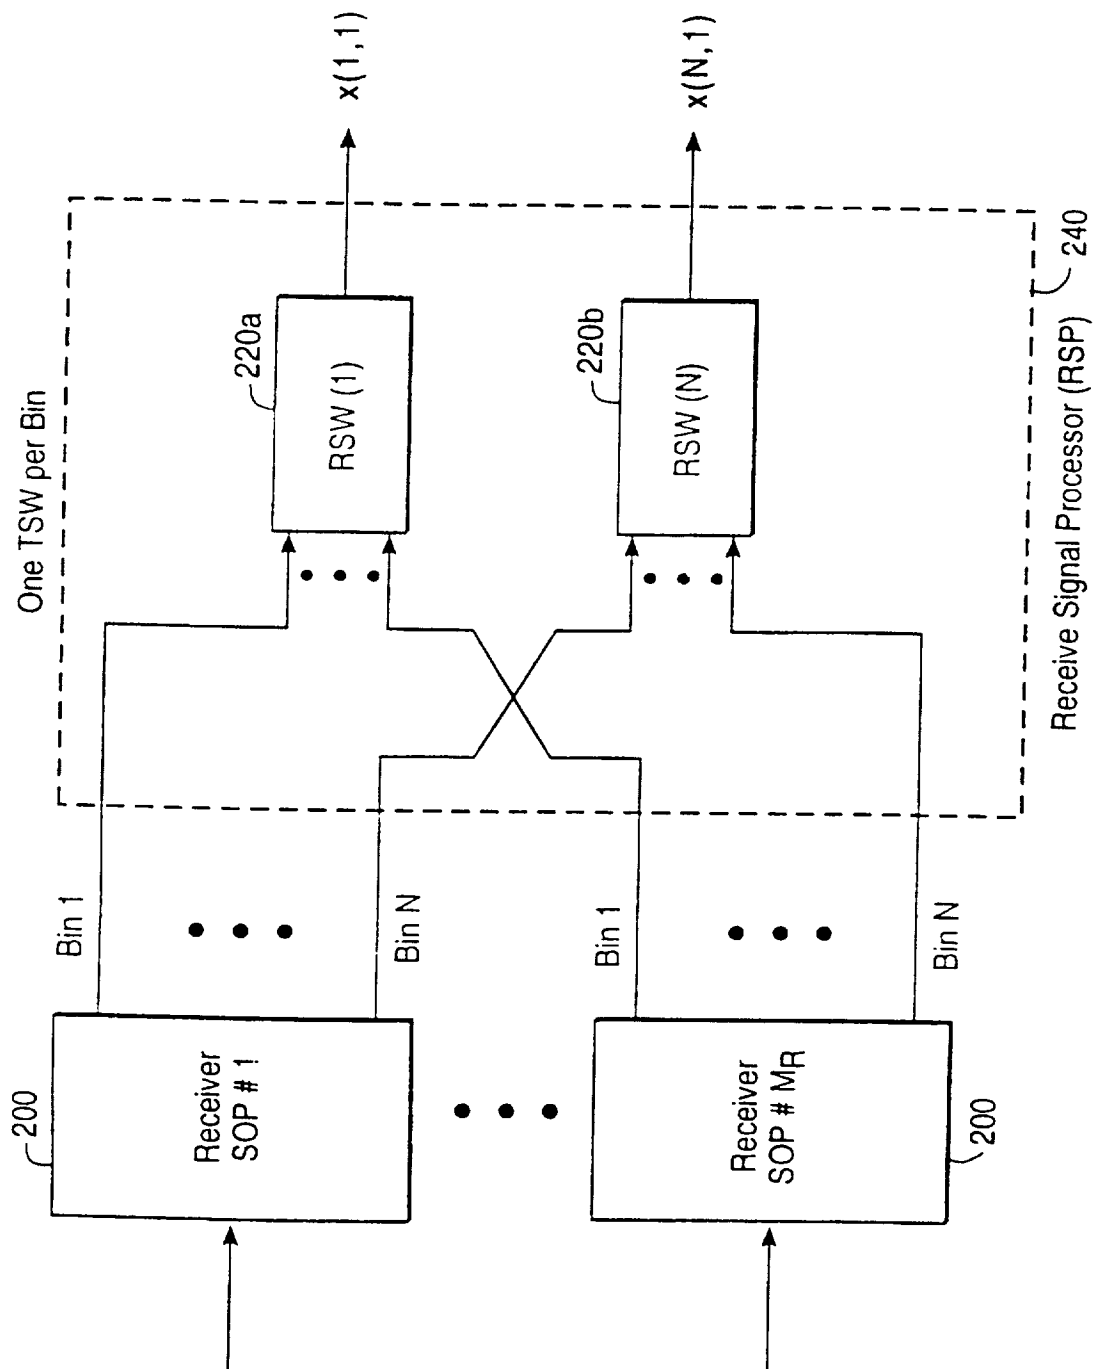 One TSW per Bin
200
Receiver
SOP # 1
Bin 1
Bin N
220a
RSW (1)
x(1,1)
Receiver
SOP # MR
200
Bin 1
Bin N
220b
RSW (N)
x(N,1)
240
Receive Signal Processor (RSP)